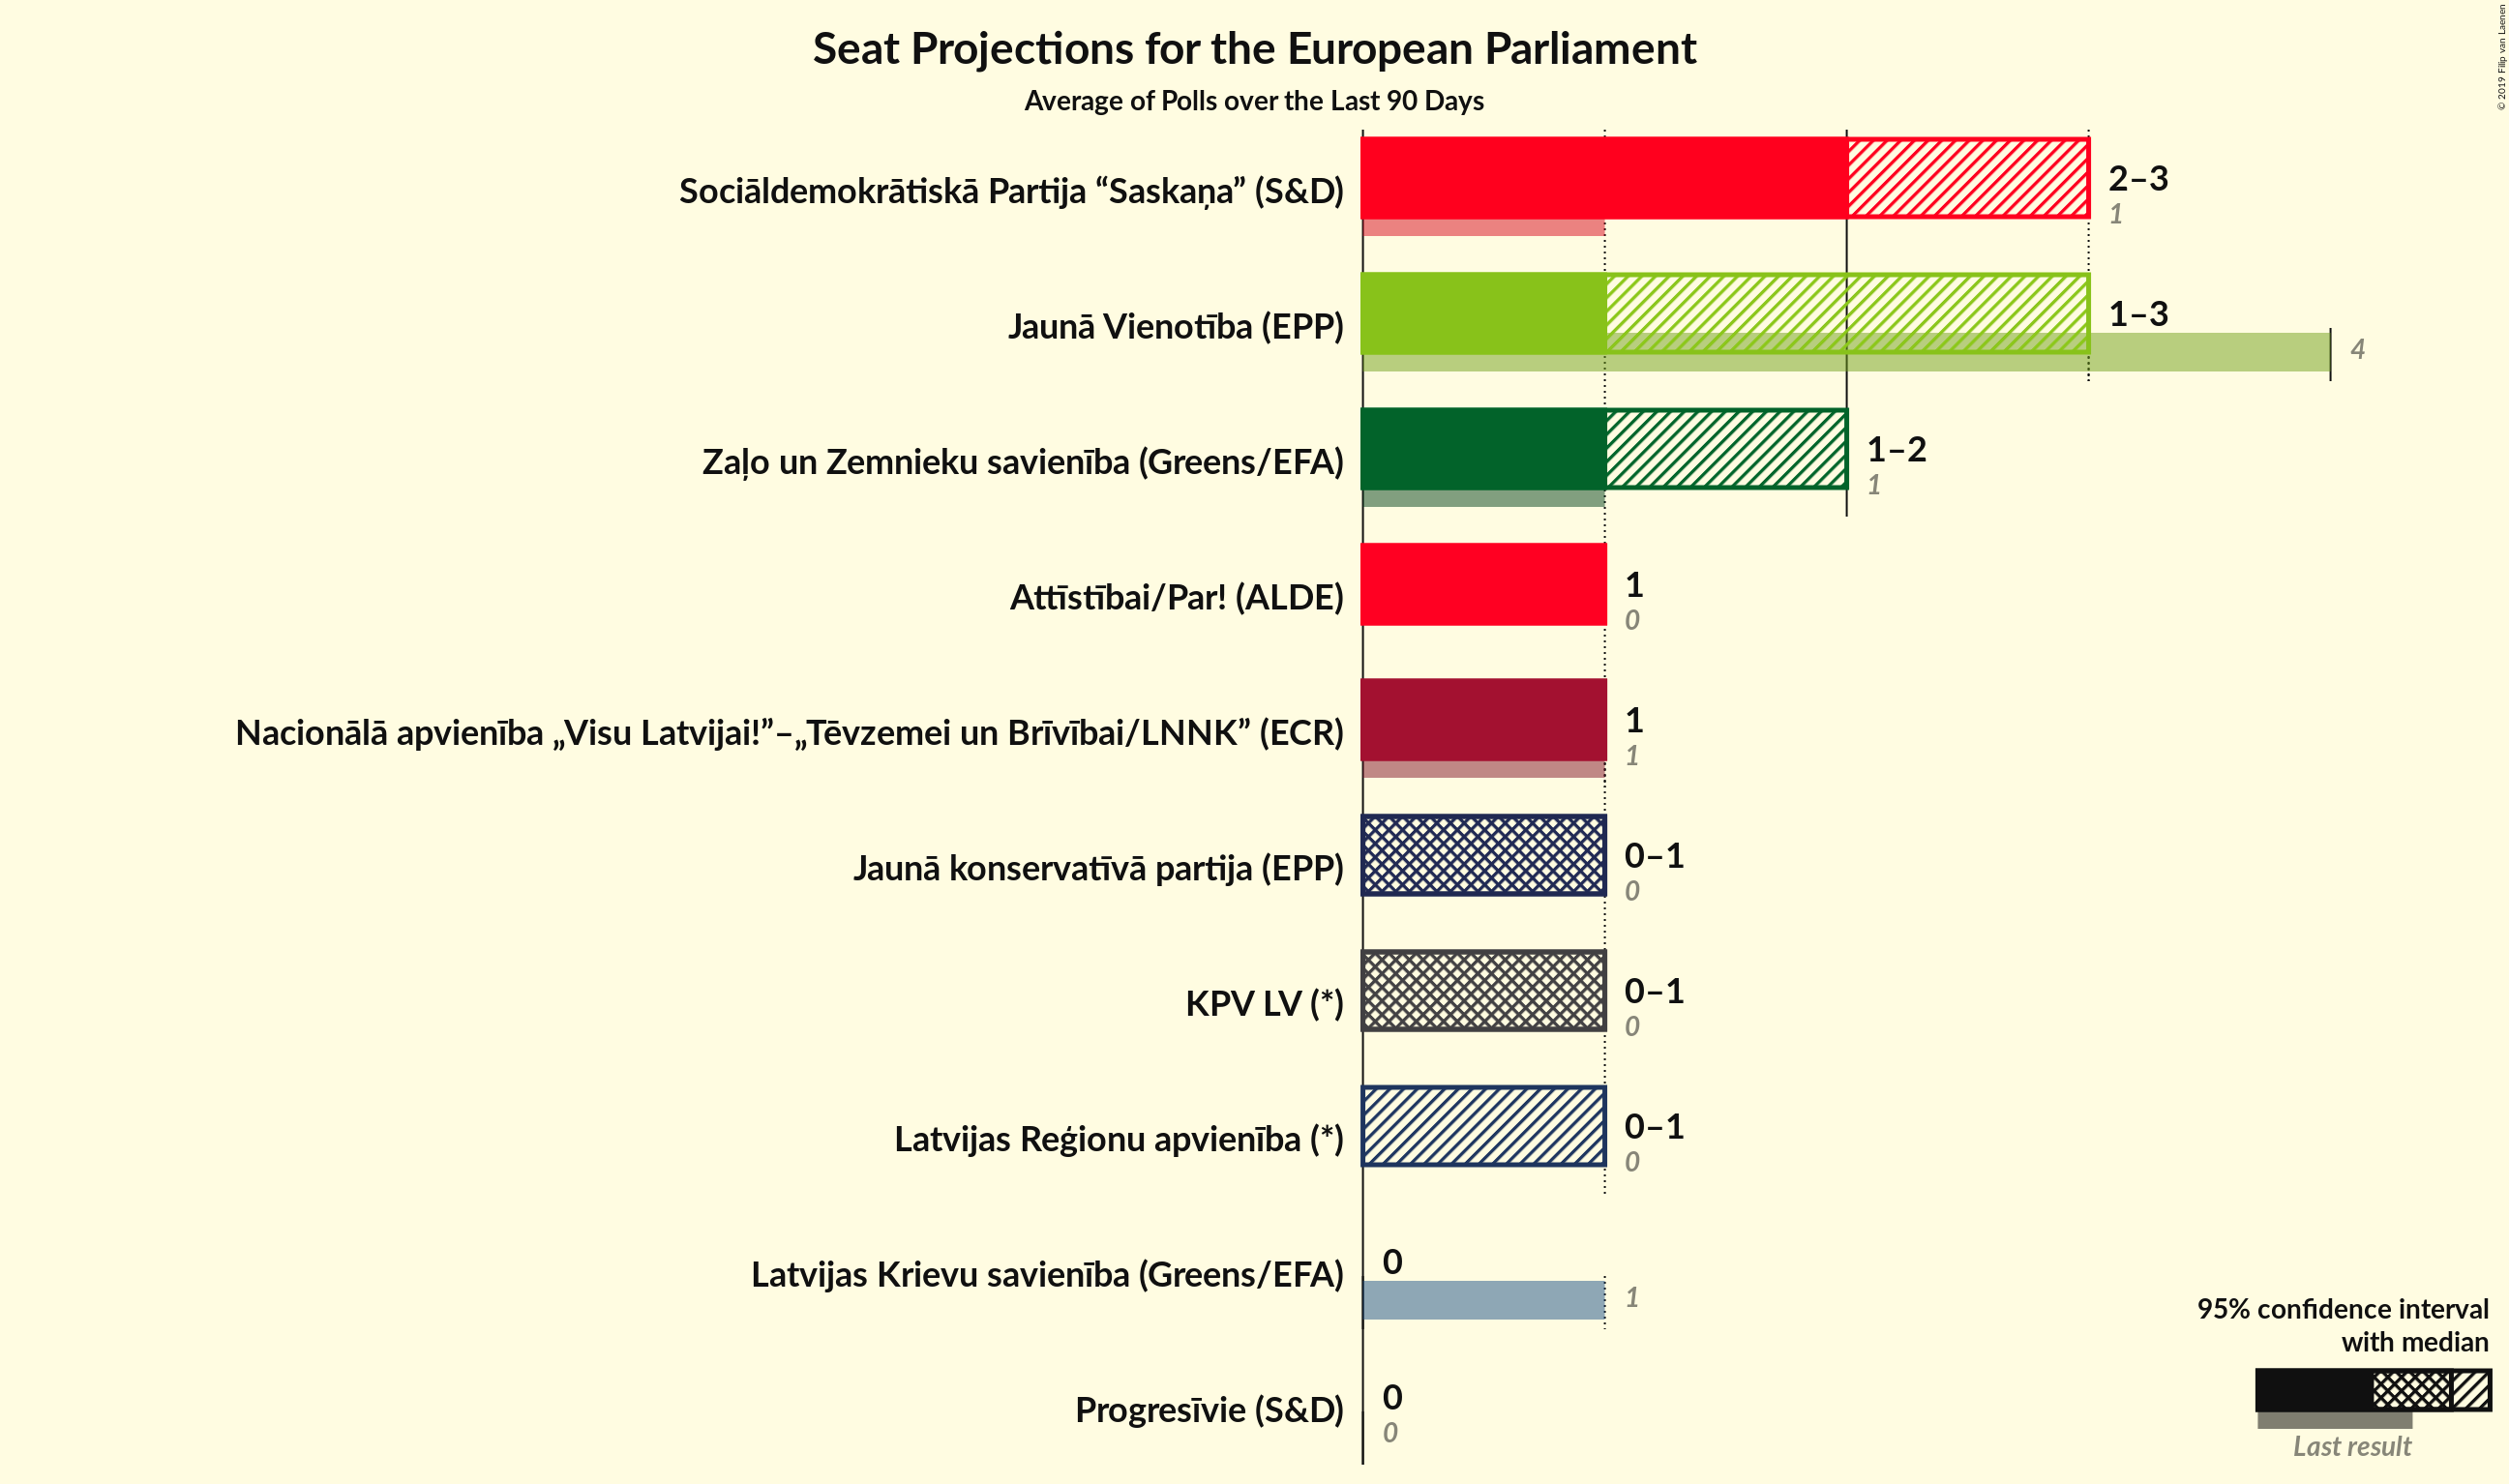 Seat Projections for the European Parliament
Average of Polls over the Last 90 Days
© 2019 Filip van Laenen
Sociāldemokrātiskā Partija “Saskaņa” (S&D)
2–3
1
Jaunā Vienotība (EPP)
1–3
4
Zaļo un Zemnieku savienība (Greens/EFA)
1–2
1
Attīstībai/Par! (ALDE)
1
0
Nacionālā apvienība „Visu Latvijai!”–„Tēvzemei un Brīvībai/LNNK” (ECR)
1
1
Jaunā konservatīvā partija (EPP)
0–1
0
KPV LV (*)
0–1
0
Latvijas Reģionu apvienība (*)
0–1
0
Latvijas Krievu savienība (Greens/EFA)
0
1
Progresīvie (S&D)
0
0
95% confidence interval
with median
Last result